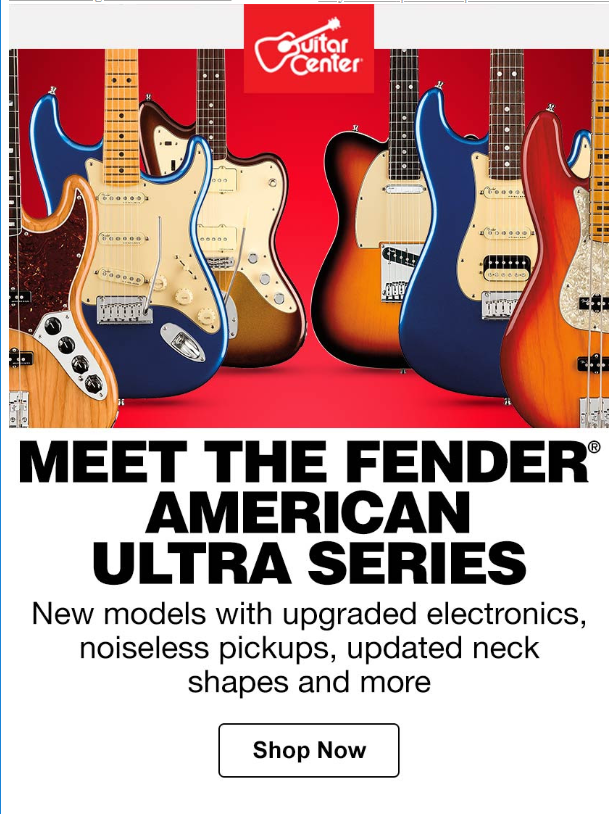 Guitar
Center
MEET THE FENDER®
AMERICAN
ULTRA SERIES
New models with upgraded electronics,
noiseless pickups, updated neck
shapes and more
Shop Now